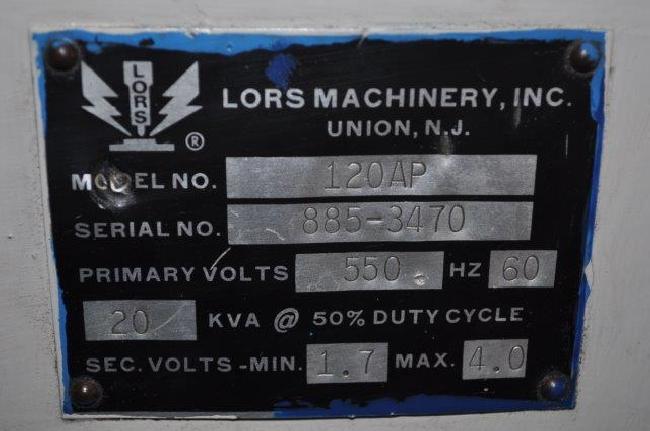 LORS
®
LORS MACHINERY, INC.
UNION, N.J.
MODEL NO. 120AP
SERIAL NO. 885-3470
PRIMARY VOLTS 550 HZ 60
20 KVA @ 50% DUTY CYCLE
SEC. VOLTS -MIN. 1.7 MAX. 4.0